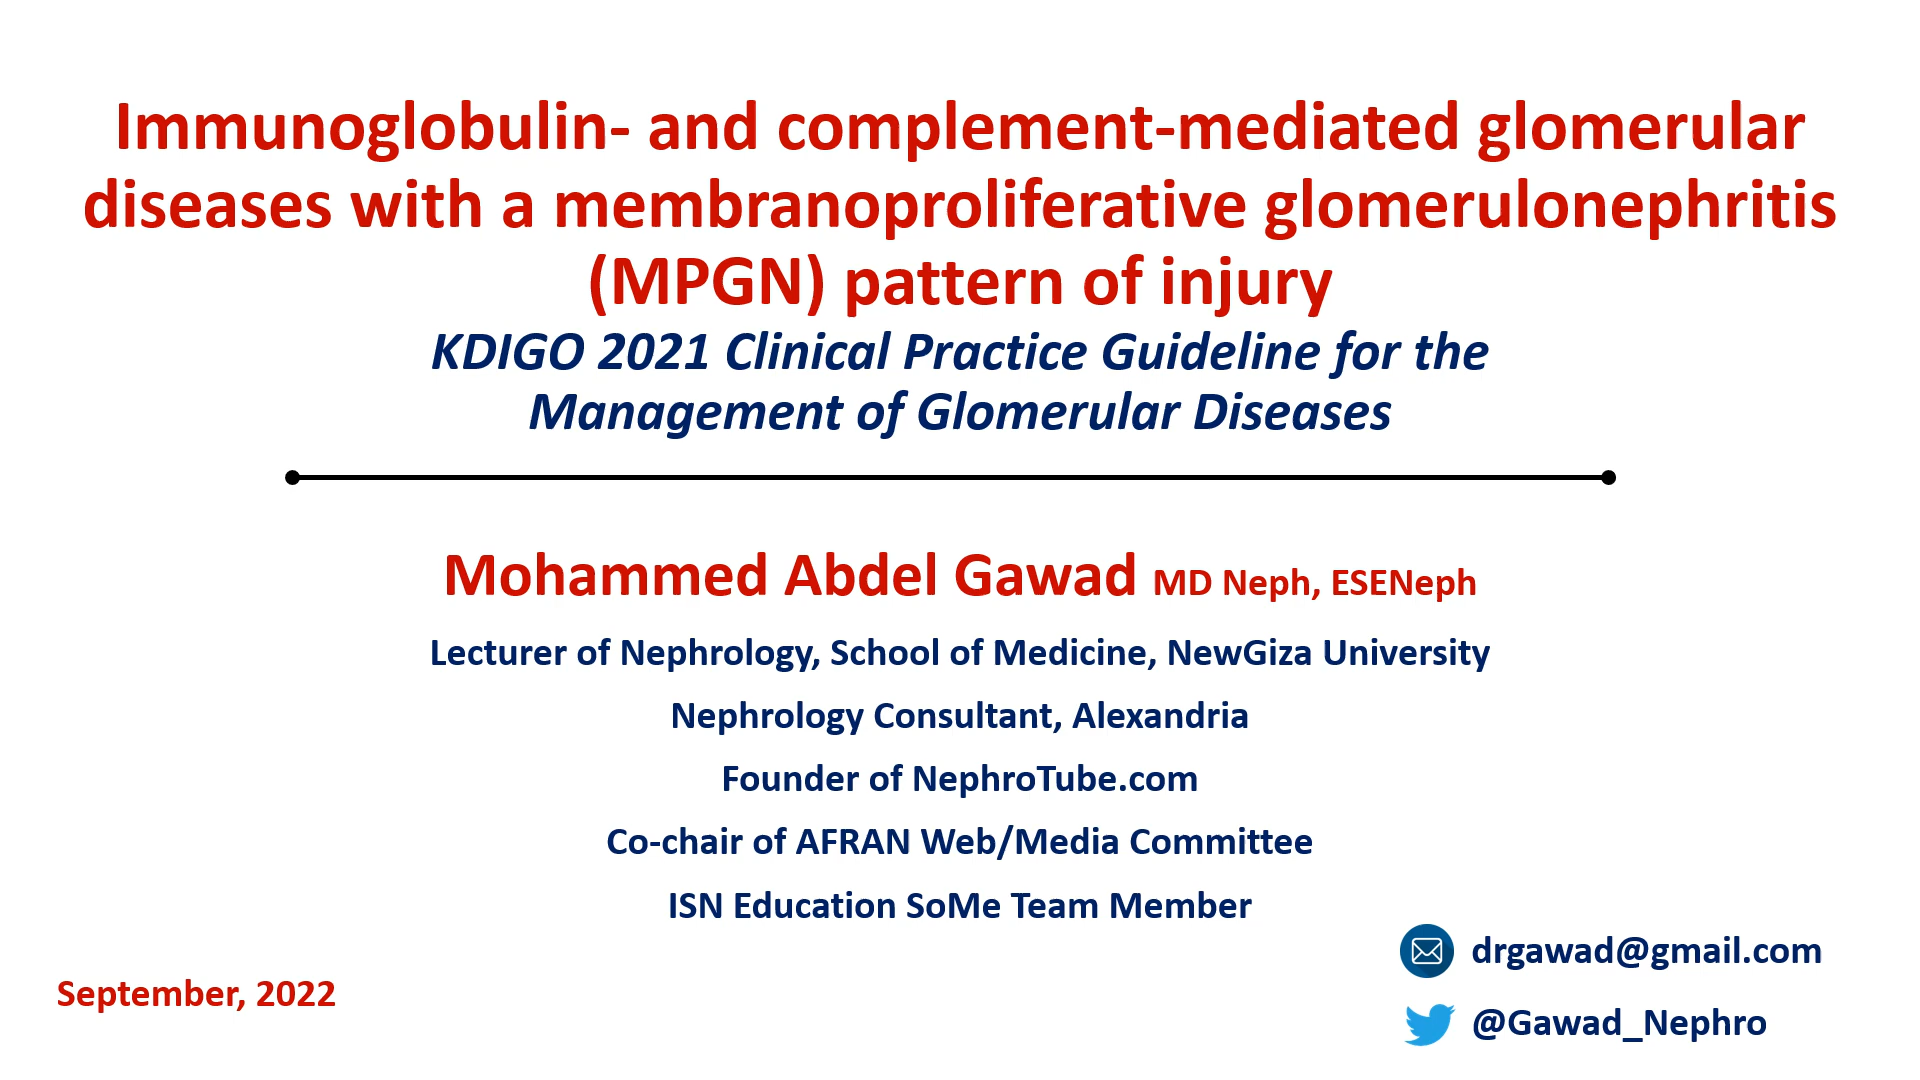 Immunoglobulin- and complement-mediated glomerular
diseases with a membranoproliferative glomerulonephritis
(MPGN) pattern of injury
KDIGO 2021 Clinical Practice Guideline for the
Management of Glomerular Diseases
Mohammed Abdel Gawad MD Neph, ESENeph
Lecturer of Nephrology, School of Medicine, NewGiza University
Nephrology Consultant, Alexandria
Founder of NephroTube.com
Co-chair of AFRAN Web/Media Committee
ISN Education SoMe Team Member
drgawad@gmail.com
September, 2022
@Gawad_Nephro